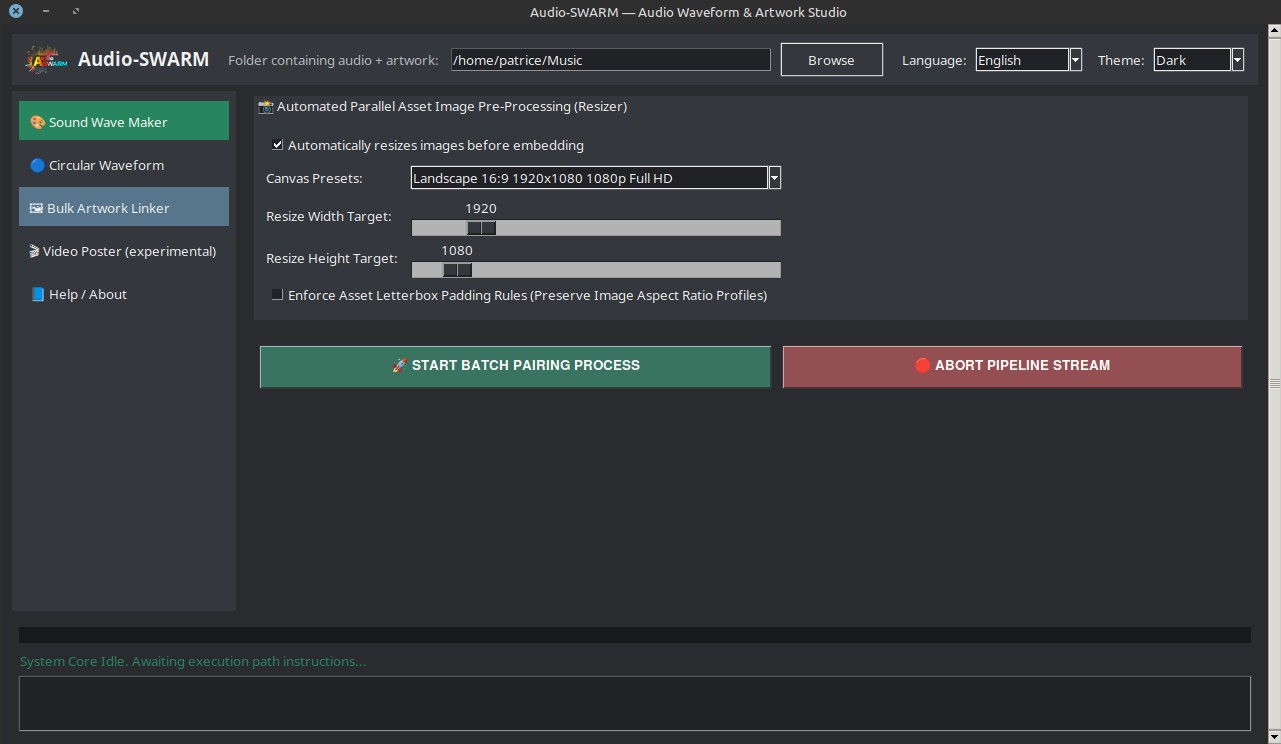 Audio-SWARM — Audio Waveform & Artwork Studio
Audio-SWARM
Folder containing audio + artwork:
/home/patrice/Music
Browse
Language:
English
Theme:
Dark
Sound Wave Maker
Circular Waveform
Bulk Artwork Linker
Video Poster (experimental)
Help / About
Automated Parallel Asset Image Pre-Processing (Resizer)
Automatically resizes images before embedding
Canvas Presets:
Landscape 16:9 1920x1080 1080p Full HD
1920
Resize Width Target:
1080
Resize Height Target:
Enforce Asset Letterbox Padding Rules (Preserve Image Aspect Ratio Profiles)
START BATCH PAIRING PROCESS
ABORT PIPELINE STREAM
System Core Idle. Awaiting execution path instructions...